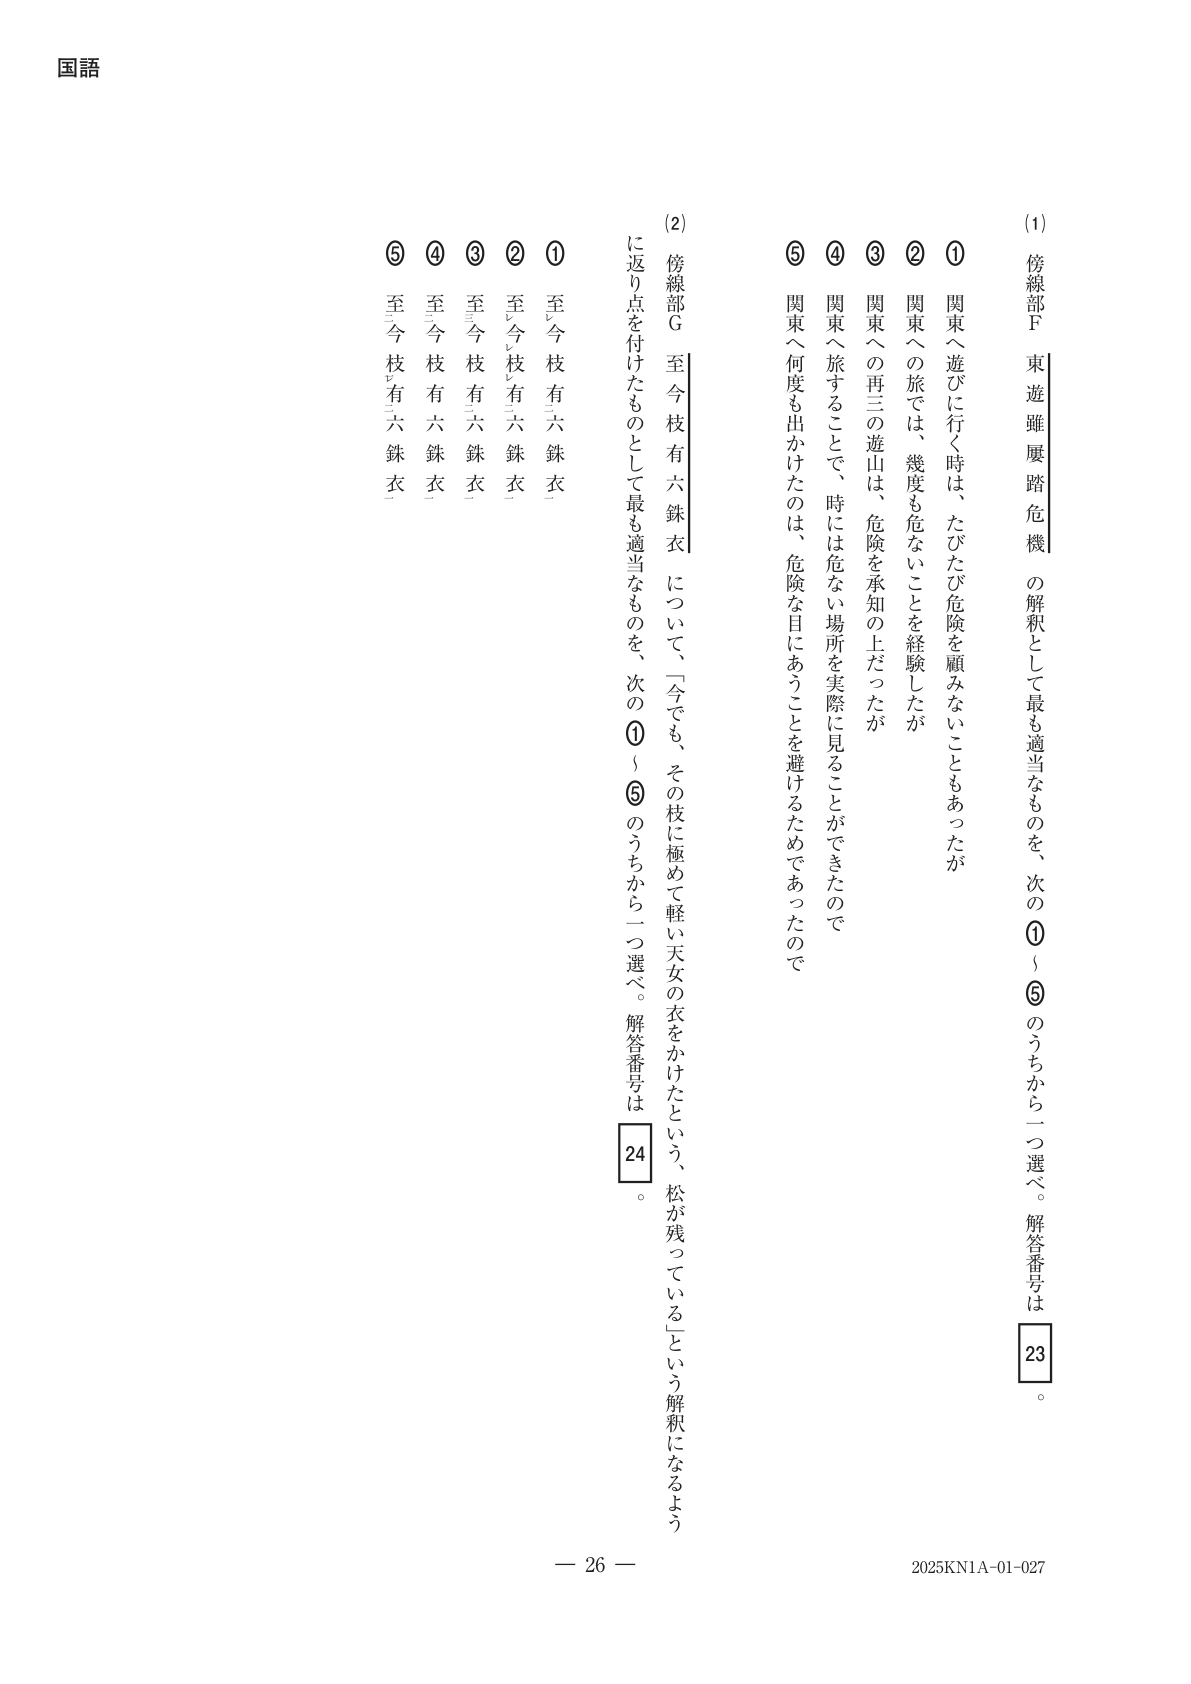 国語
(1) 傍線部F 東遊雖屢踏危機 の解釈として最も適当なものを、次の①～⑤のうちから一つ選べ。解答番号は 23 。
① 関東へ遊びに行く時は、たびたび危険を顧みないこともあったが
② 関東への旅では、幾度も危ないことを経験したが
③ 関東への再三の遊山は、危険を承知の上だったが
④ 関東へ旅することで、時には危ない場所を実際に見ることができたので
⑤ 関東へ何度も出かけたのは、危険な目にあうことを避けるためであったので
(2) 傍線部G 至今枝有六銖衣 について、「今でも、その枝に極めて軽い天女の衣をかけたという、松が残っている」という解釈になるよう
に返り点を付けたものとして最も適当なものを、次の①～⑤のうちから一つ選べ。解答番号は 24 。
① 至レ今枝有二六銖衣一
② 至レ今レ枝レ有二六銖衣一
③ 至三今枝有二六銖衣一
④ 至二今枝有六銖衣一
⑤ 至三今枝レ有二六銖衣一
— 26 —
2025KN1A-01-027